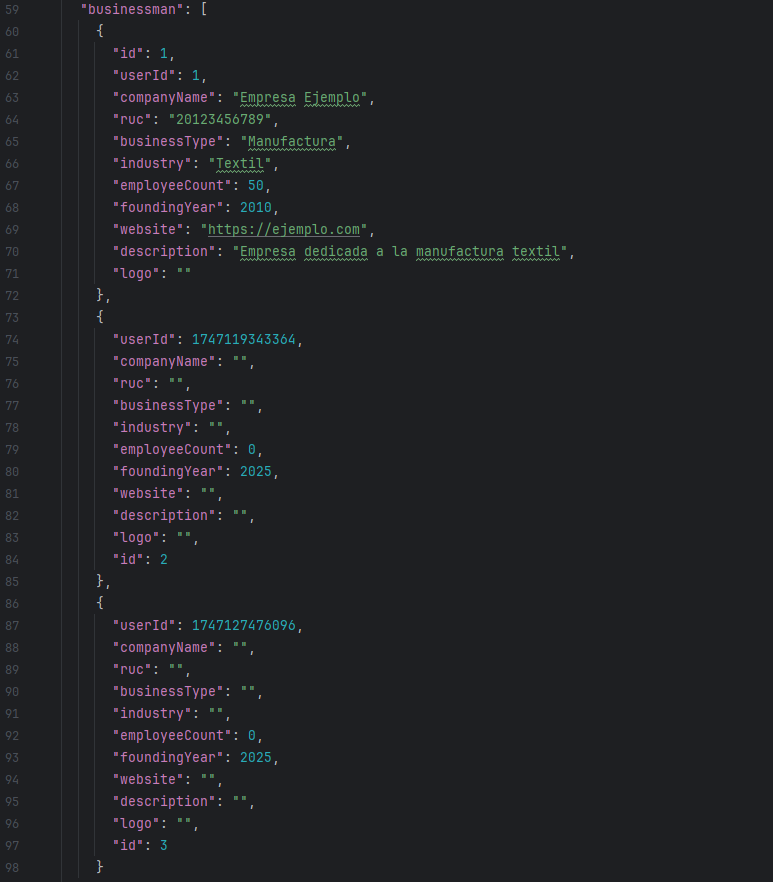 59 "businessman": [
60 {
61 "id": 1,
62 "userId": 1,
63 "companyName": "Empresa Ejemplo",
64 "ruc": "20123456789",
65 "businessType": "Manufactura",
66 "industry": "Textil",
67 "employeeCount": 50,
68 "foundingYear": 2010,
69 "website": "https://ejemplo.com",
70 "description": "Empresa dedicada a la manufactura textil",
71 "logo": ""
72 },
73 {
74 "userId": 1747119343364,
75 "companyName": "",
76 "ruc": "",
77 "businessType": "",
78 "industry": "",
79 "employeeCount": 0,
80 "foundingYear": 2025,
81 "website": "",
82 "description": "",
83 "logo": "",
84 "id": 2
85 },
86 {
87 "userId": 1747127476096,
88 "companyName": "",
89 "ruc": "",
90 "businessType": "",
91 "industry": "",
92 "employeeCount": 0,
93 "foundingYear": 2025,
94 "website": "",
95 "description": "",
96 "logo": "",
97 "id": 3
98 }